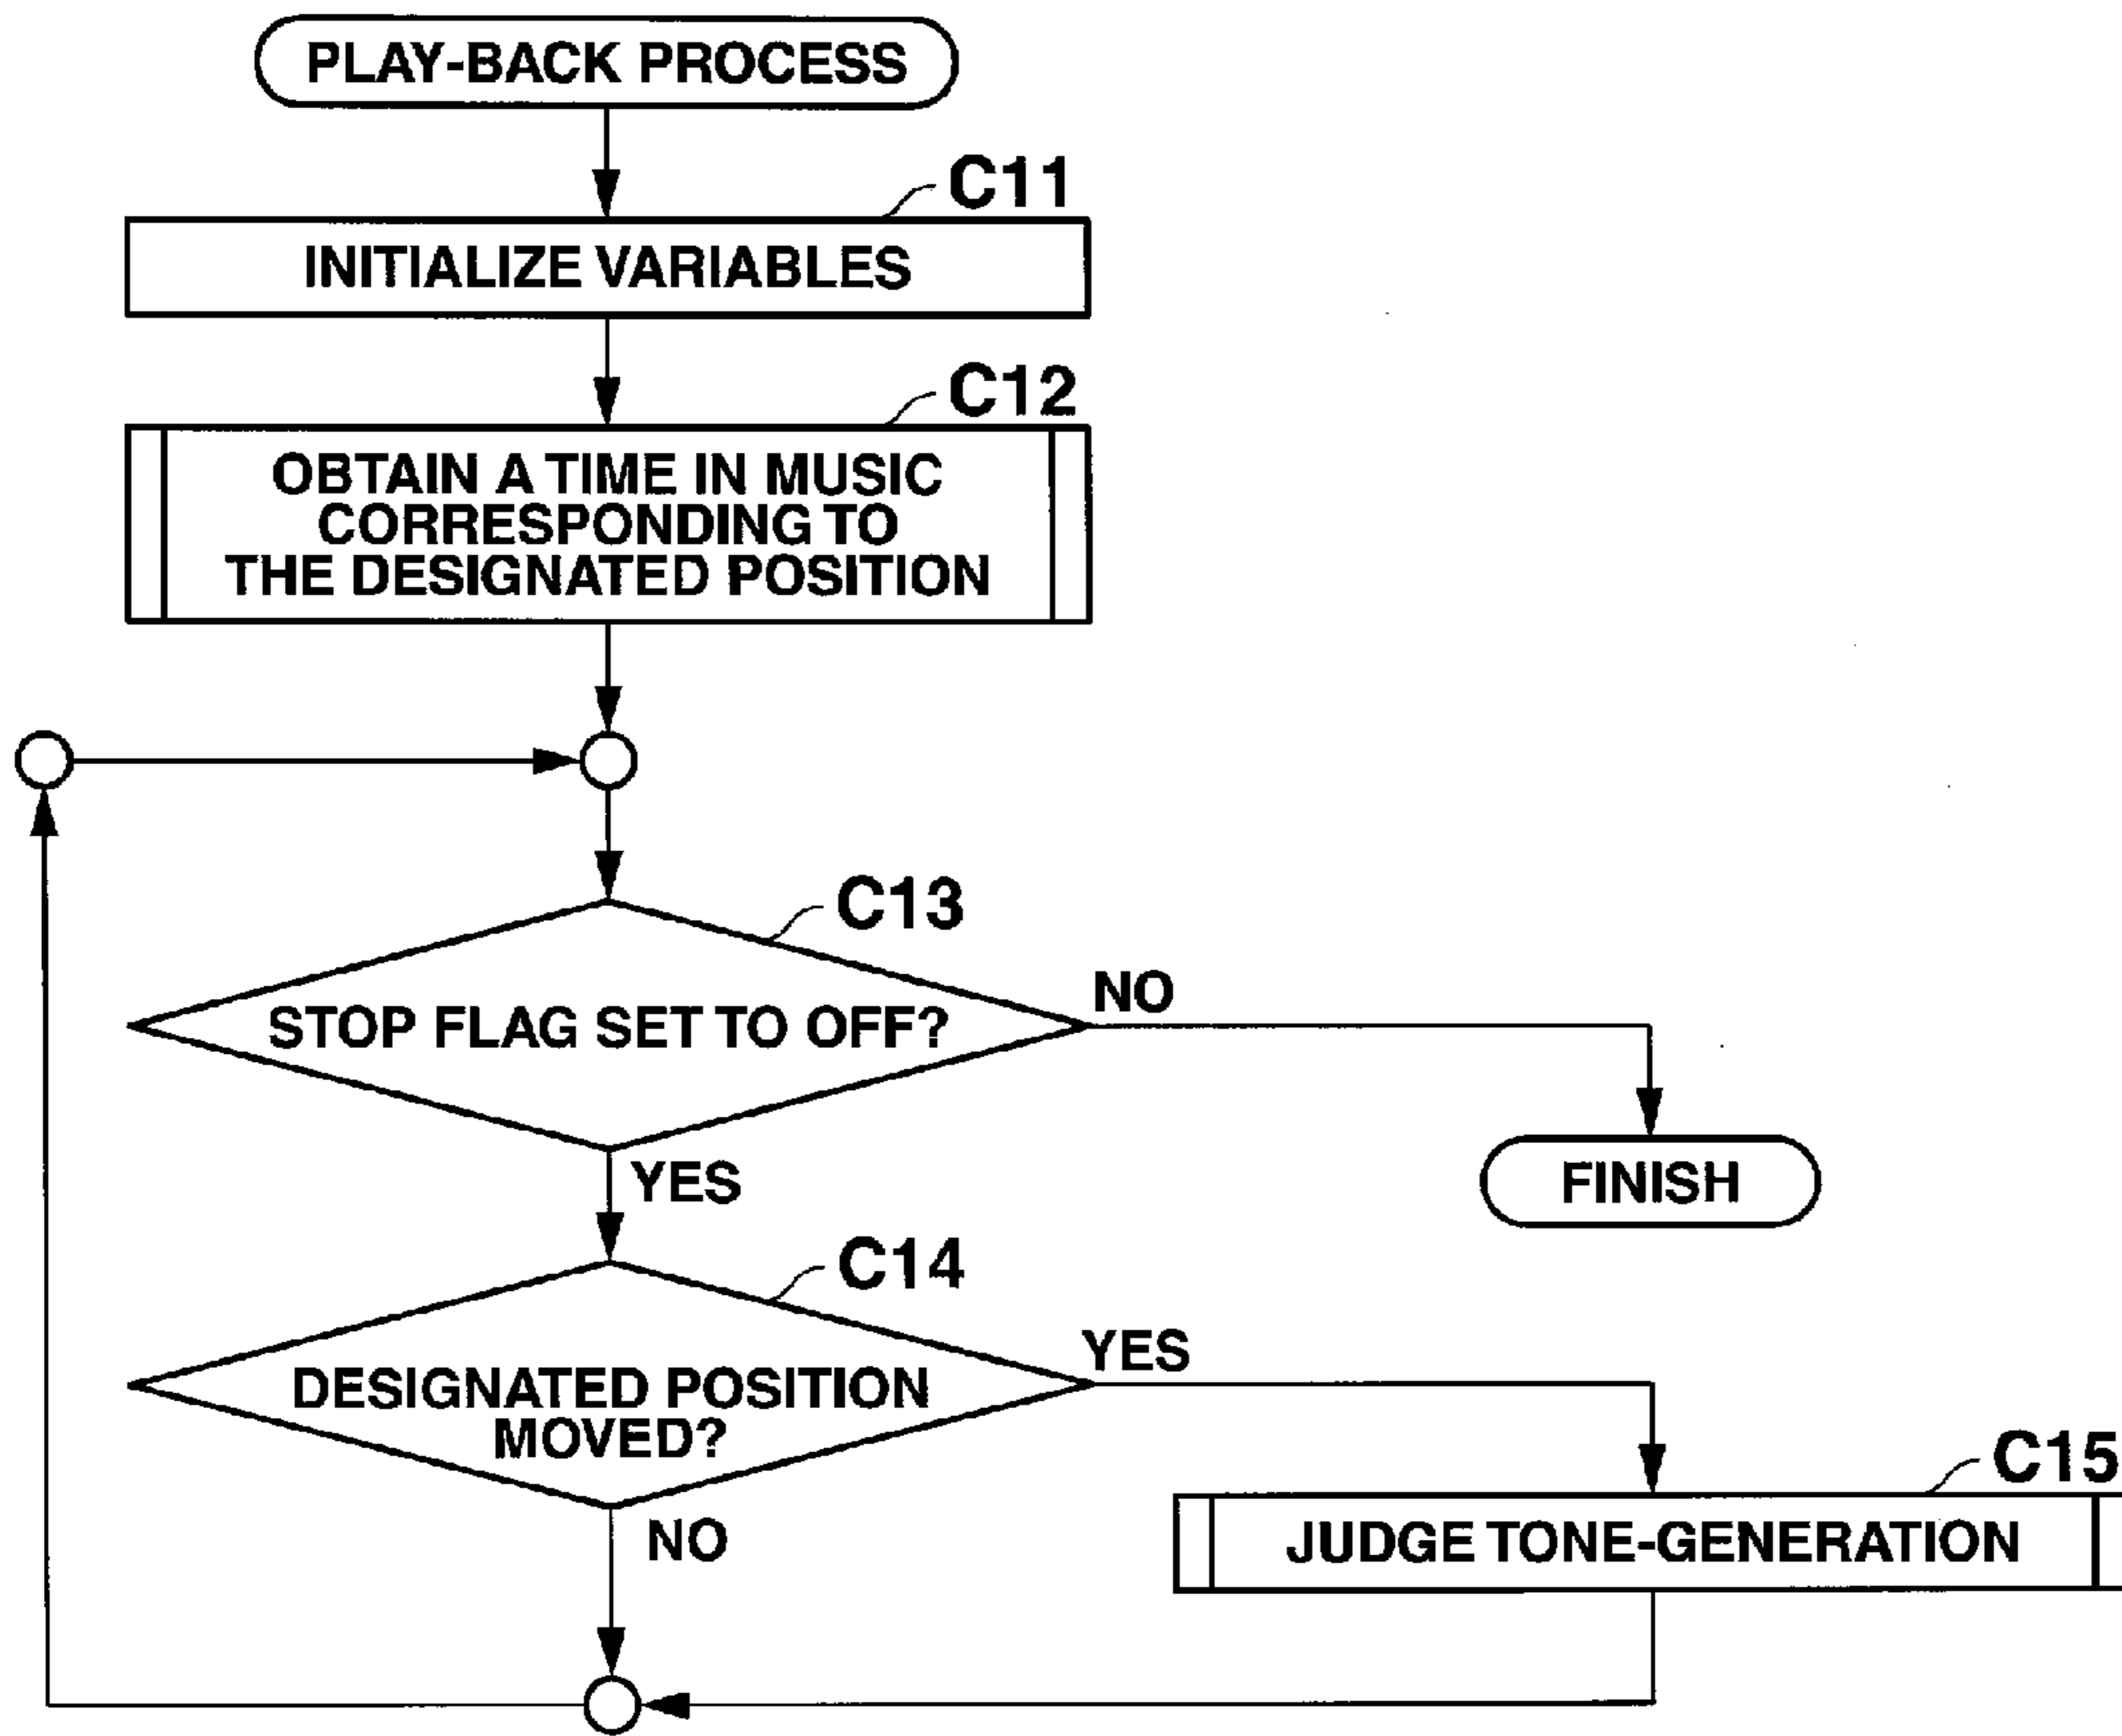 PLAY-BACK PROCESS
C11
INITIALIZE VARIABLES
C12
OBTAIN A TIME IN MUSIC
CORRESPONDING TO
THE DESIGNATED POSITION
C13
STOP FLAG SET TO OFF?
NO
YES
FINISH
C14
DESIGNATED POSITION
MOVED?
YES
NO
C15
JUDGE TONE-GENERATION